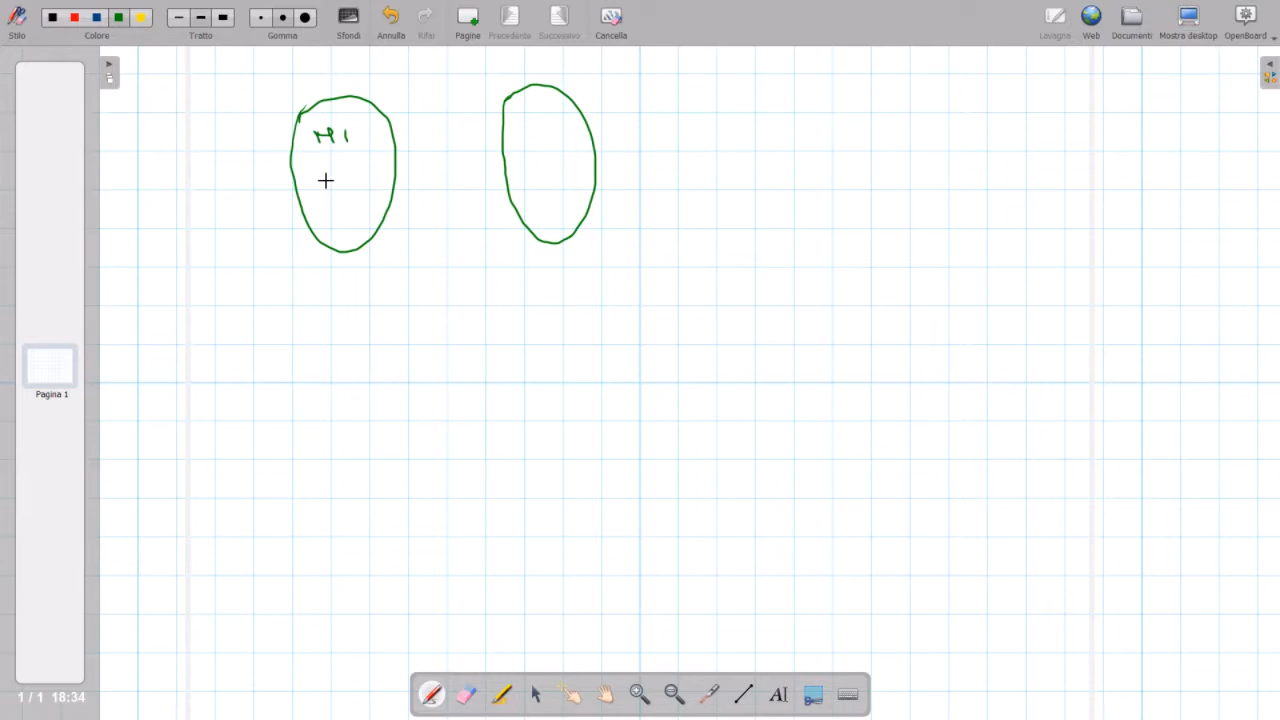 Stilo
Colore
Tratto
Gomma
Sfondi
Annulla
Rifai
Pagine
Precedente
Successivo
Cancella
Lavagna
Web
Documenti
Mostra desktop
OpenBoard
M1
Pagina 1
1 / 1 18:34
AI